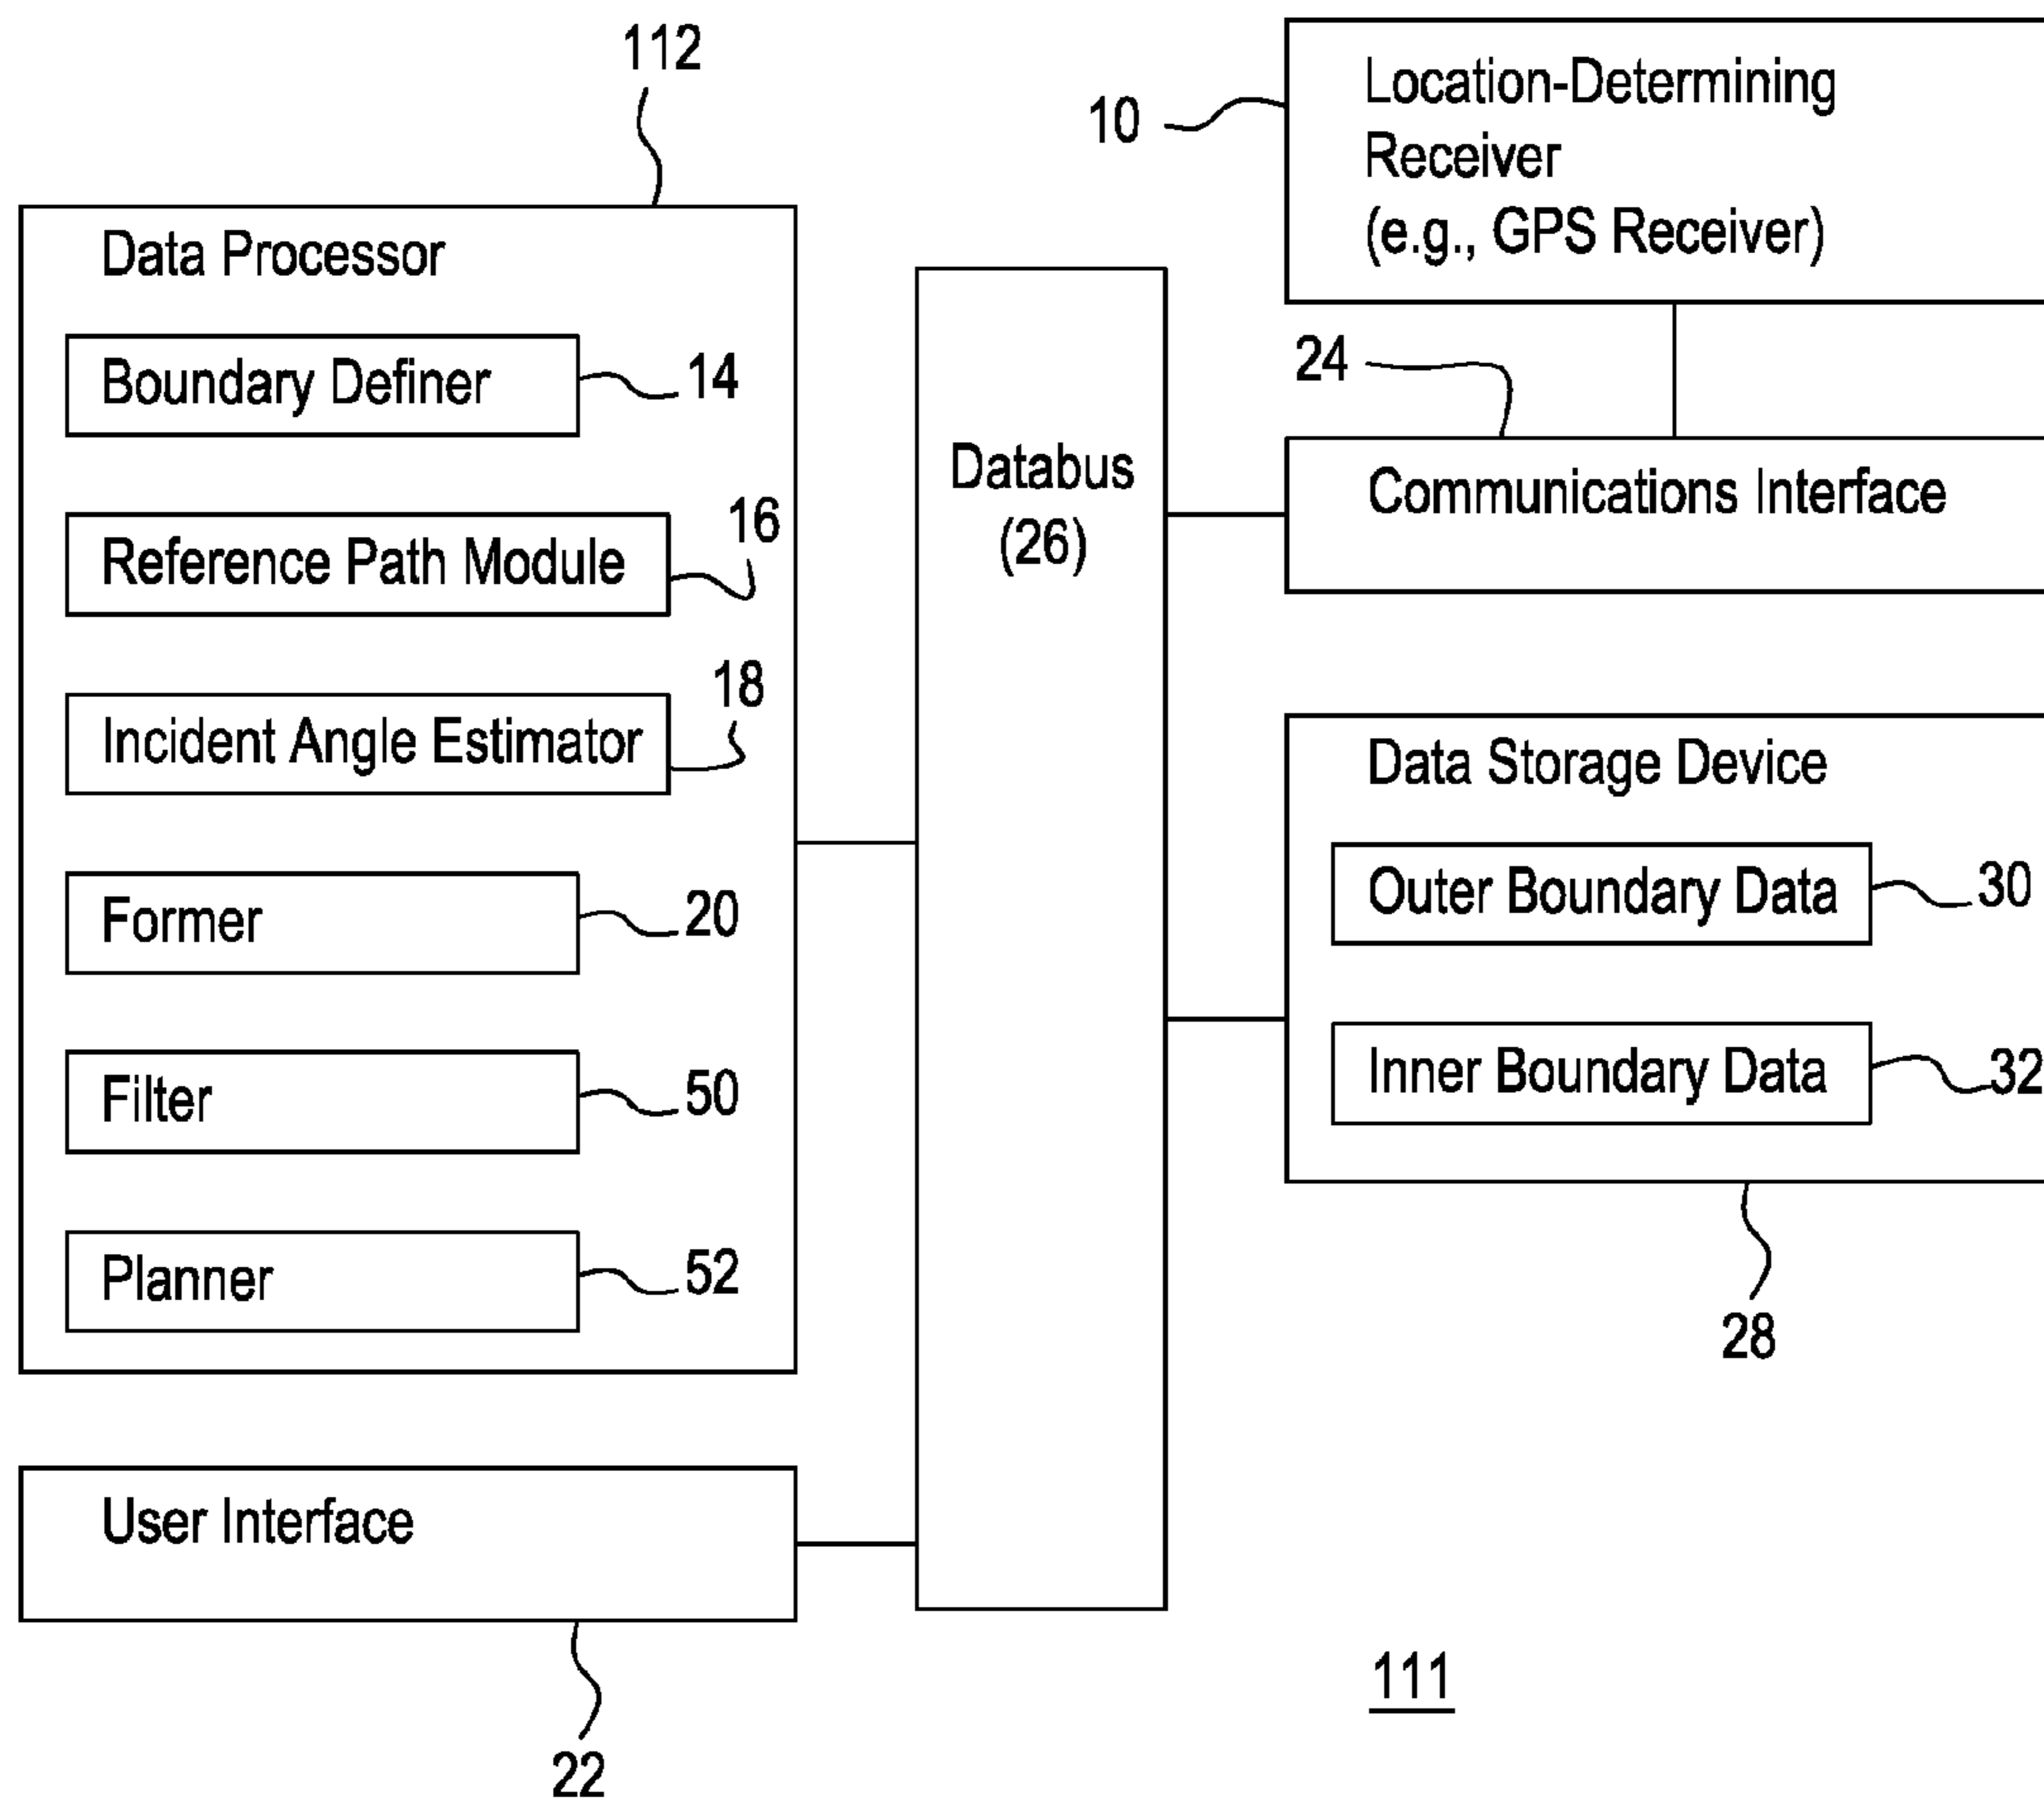 112
Data Processor
Boundary Definer
14
Reference Path Module
16
Incident Angle Estimator
18
Former
20
Filter
50
Planner
52
User Interface
22
Databus
(26)
10
Location-Determining
Receiver
(e.g., GPS Receiver)
24
Communications Interface
Data Storage Device
Outer Boundary Data
30
Inner Boundary Data
32
28
111